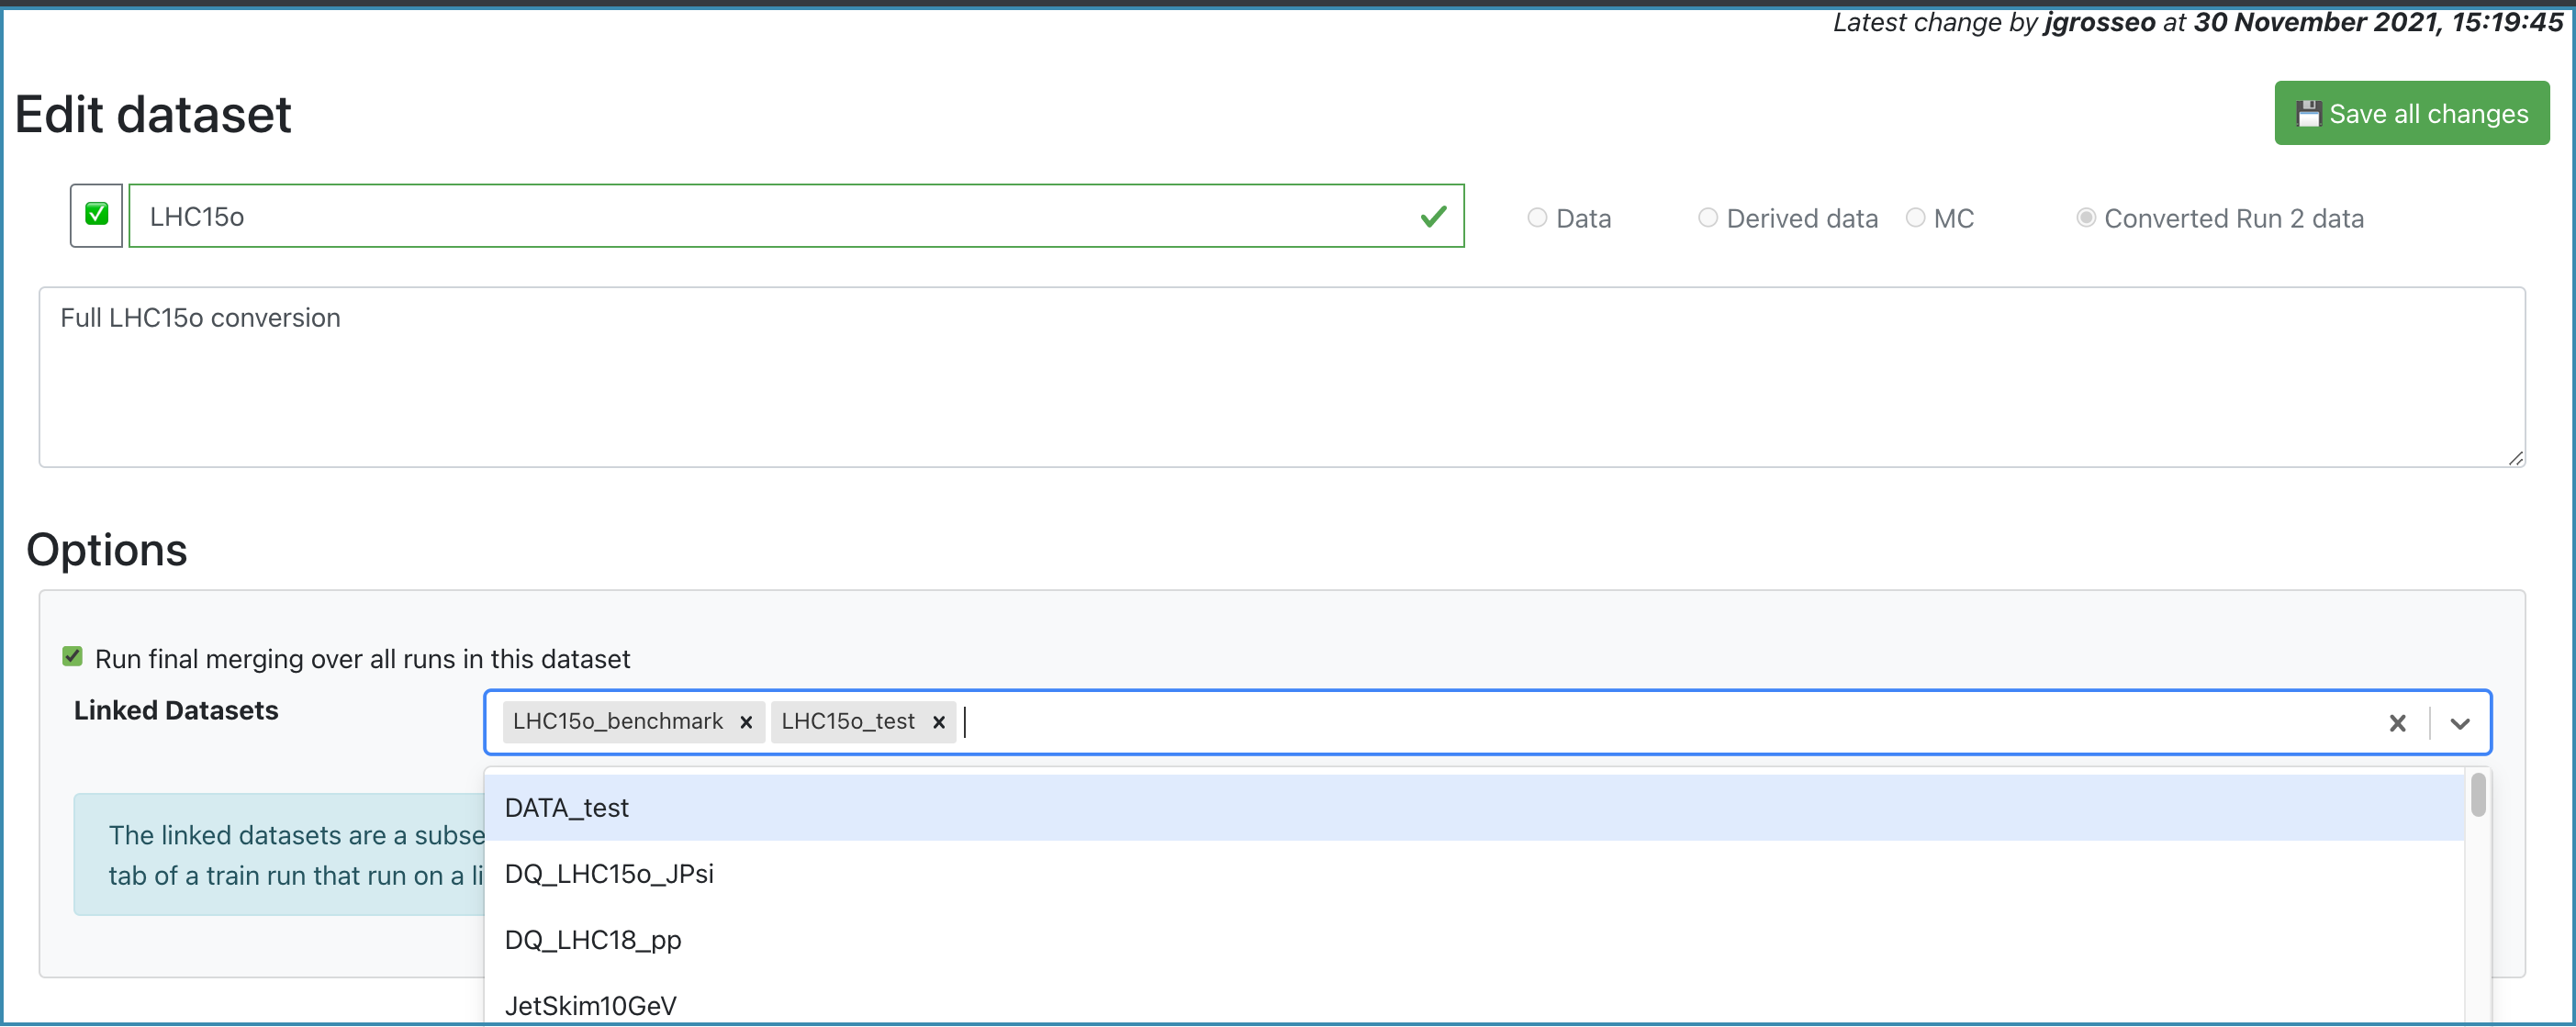 Latest change by jgrosseo at 30 November 2021, 15:19:45
Edit dataset
Save all changes
LHC15o
Data
Derived data
MC
Converted Run 2 data
Full LHC15o conversion
Options
Run final merging over all runs in this dataset
Linked Datasets
LHC15o_benchmark
LHC15o_test
DATA_test
The linked datasets are a subse
tab of a train run that run on a li
DQ_LHC15o_JPsi
DQ_LHC18_pp
JetSkim10GeV